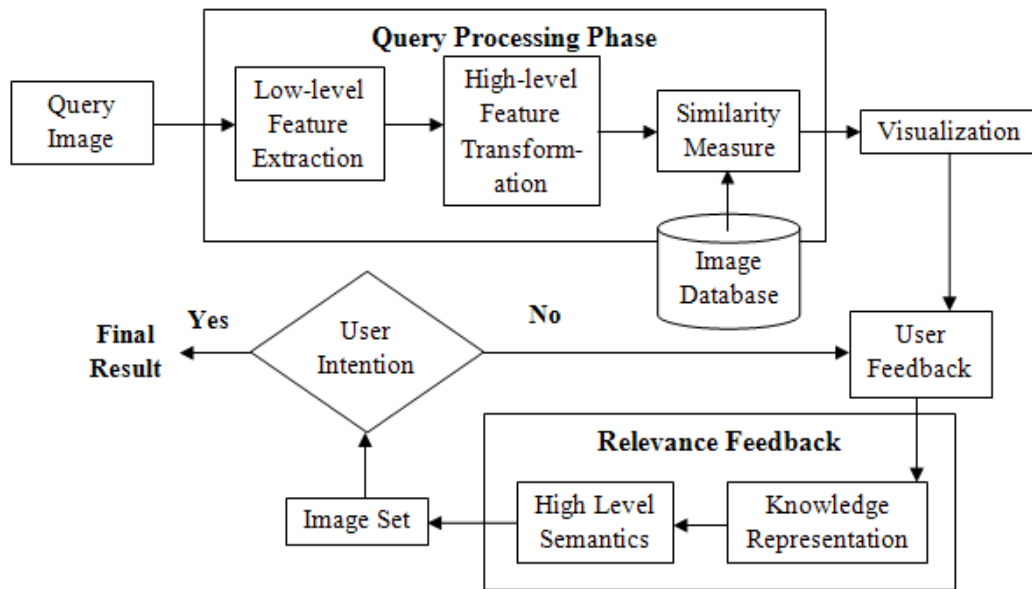 Query Processing Phase
Query
Image
Low-level
Feature
Extraction
High-level
Feature
Transform-
ation
Similarity
Measure
Visualization
Image
Database
Final
Result
Yes
User
Intention
No
User
Feedback
Relevance Feedback
Image Set
High Level
Semantics
Knowledge
Representation